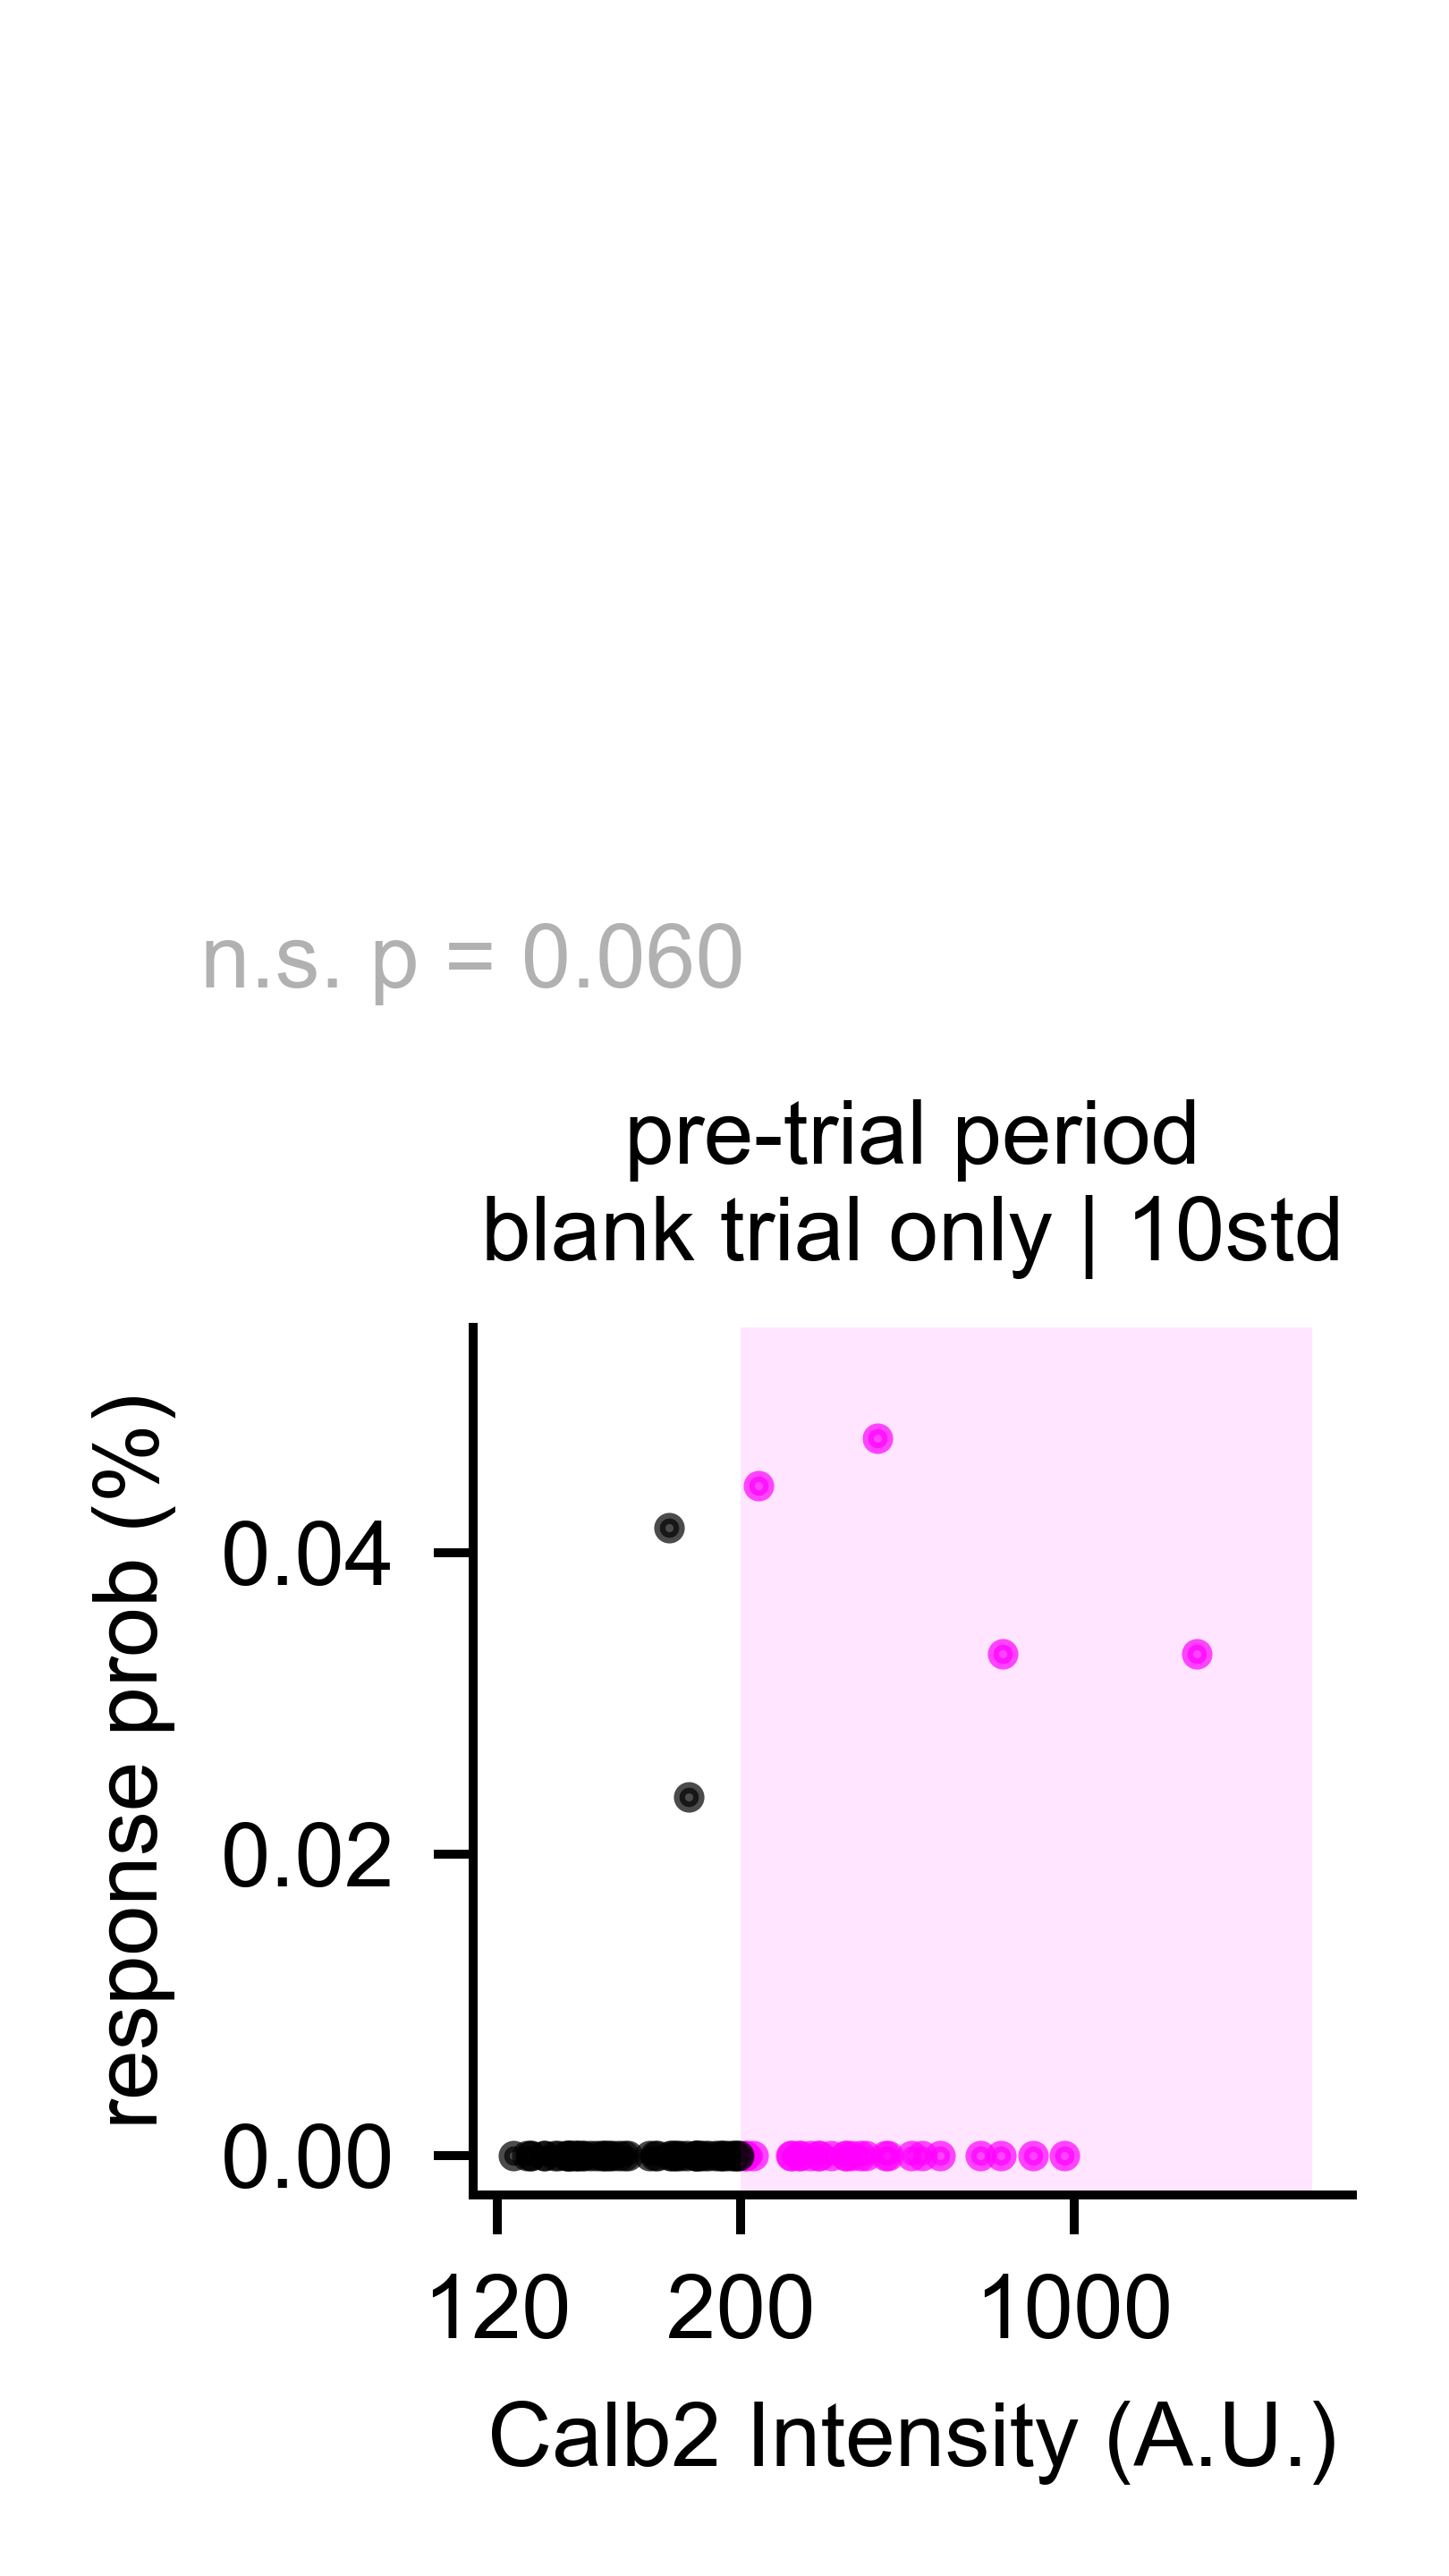 n.s. p = 0.060
pre-trial period
blank trial only | 10std
response prob (%)
0.04
0.02
0.00
120 200 1000
Calb2 Intensity (A.U.)